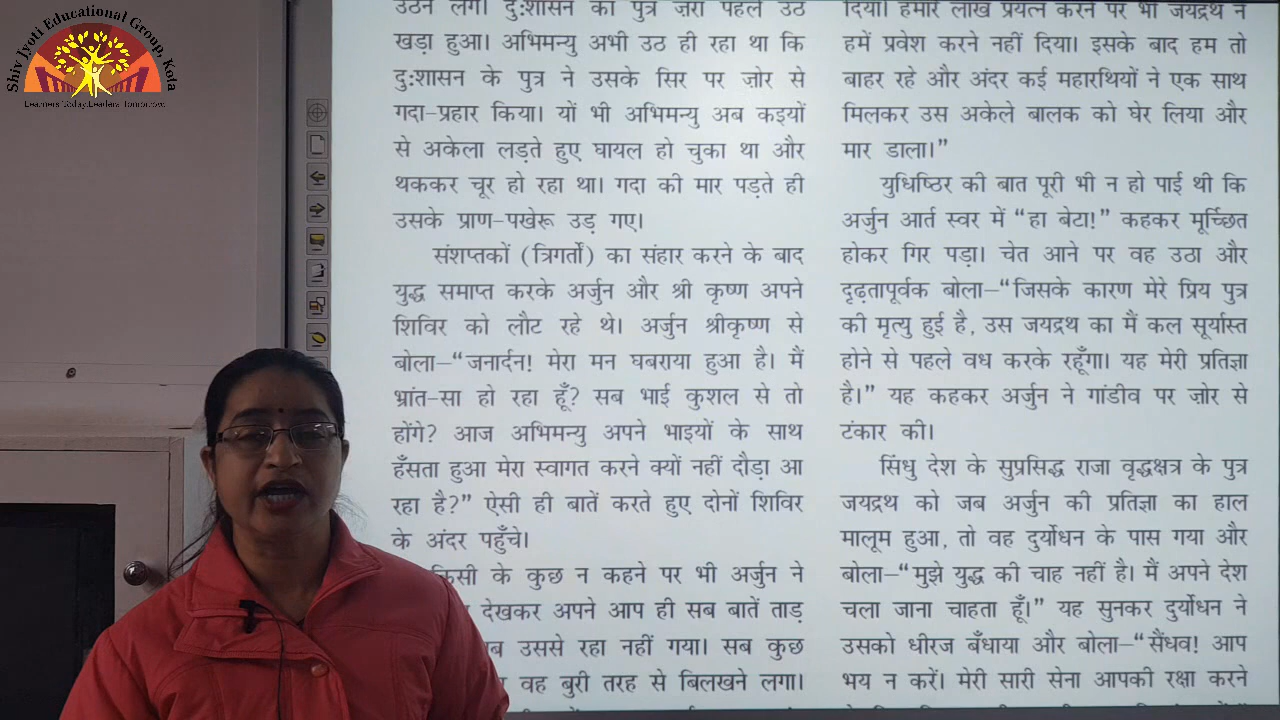 Shiv Jyoti Educational Group, Kota
Learners Today, Leaders Tomorrow
उठने लगे। दु:शासन का पुत्र ज़रा पहले उठ
खड़ा हुआ। अभिमन्यु अभी उठ ही रहा था कि
दु:शासन के पुत्र ने उसके सिर पर ज़ोर से
गदा-प्रहार किया। यों भी अभिमन्यु अब कइयों
से अकेला लड़ते हुए घायल हो चुका था और
थककर चूर हो रहा था। गदा की मार पड़ते ही
उसके प्राण-पखेरू उड़ गए।
संशप्तकों (त्रिगर्तों) का संहार करने के बाद
युद्ध समाप्त करके अर्जुन और श्री कृष्ण अपने
शिविर को लौट रहे थे। अर्जुन श्रीकृष्ण से
बोला—“जनार्दन! मेरा मन घबराया हुआ है। मैं
भ्रांत-सा हो रहा हूँ? सब भाई कुशल से तो
होंगे? आज अभिमन्यु अपने भाइयों के साथ
हँसता हुआ मेरा स्वागत करने क्यों नहीं दौड़ा आ
रहा है?” ऐसी ही बातें करते हुए दोनों शिविर
के अंदर पहुँचे।
किसी के कुछ न कहने पर भी अर्जुन ने
देखकर अपने आप ही सब बातें ताड़
उससे रहा नहीं गया। सब कुछ
वह बुरी तरह से बिलखने लगा।
दिया। हमारे लाख प्रयत्न करने पर भी जयद्रथ ने
हमें प्रवेश करने नहीं दिया। इसके बाद हम तो
बाहर रहे और अंदर कई महारथियों ने एक साथ
मिलकर उस अकेले बालक को घेर लिया और
मार डाला।”
युधिष्ठिर की बात पूरी भी न हो पाई थी कि
अर्जुन आर्त स्वर में “हा बेटा!” कहकर मूर्च्छित
होकर गिर पड़ा। चेत आने पर वह उठा और
दृढ़तापूर्वक बोला—“जिसके कारण मेरे प्रिय पुत्र
की मृत्यु हुई है, उस जयद्रथ का मैं कल सूर्यास्त
होने से पहले वध करके रहूँगा। यह मेरी प्रतिज्ञा
है।” यह कहकर अर्जुन ने गांडीव पर ज़ोर से
टंकार की।
सिंधु देश के सुप्रसिद्ध राजा वृद्धक्षत्र के पुत्र
जयद्रथ को जब अर्जुन की प्रतिज्ञा का हाल
मालूम हुआ, तो वह दुर्योधन के पास गया और
बोला—“मुझे युद्ध की चाह नहीं है। मैं अपने देश
चला जाना चाहता हूँ।” यह सुनकर दुर्योधन ने
उसको धीरज बँधाया और बोला—“सैंधव! आप
भय न करें। मेरी सारी सेना आपकी रक्षा करने